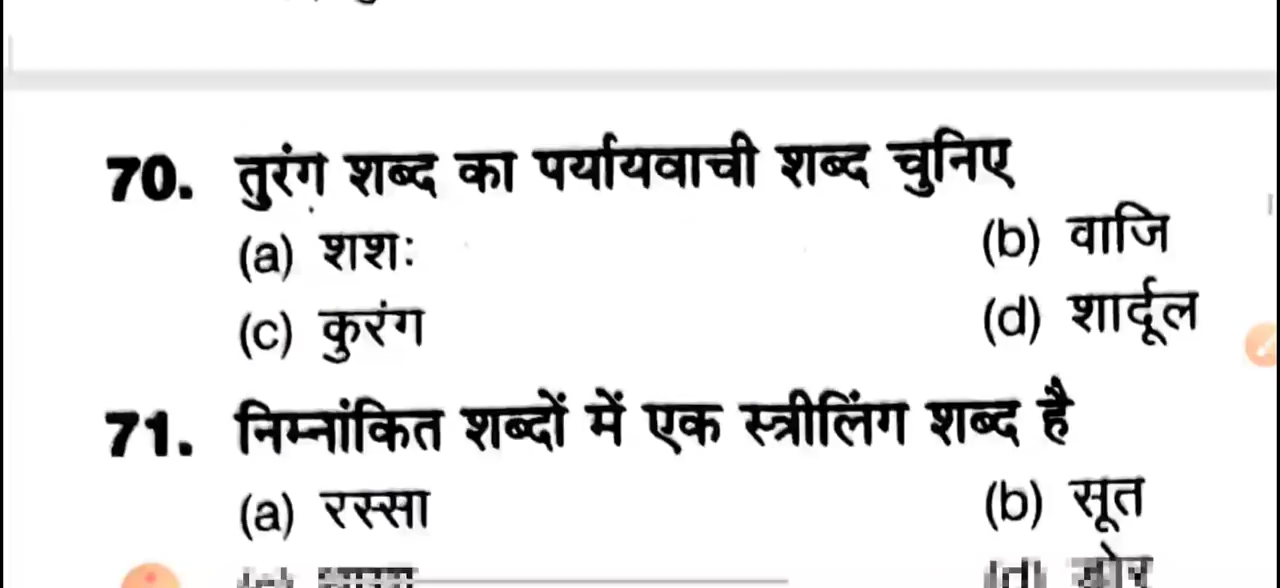 70. तुरंग शब्द का पर्यायवाची शब्द चुनिए
(a) शशः (b) वाजि
(c) कुरंग (d) शार्दूल
71. निम्नांकित शब्दों में एक स्त्रीलिंग शब्द है
(a) रस्सा (b) सूत
(d) डोर